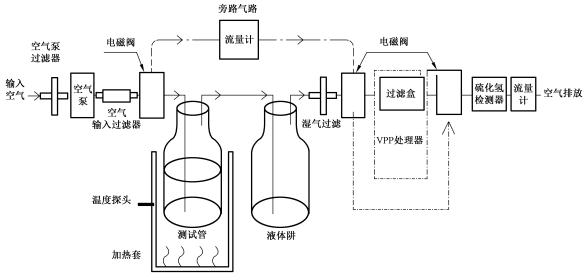 旁路气路
电磁阀
流量计
电磁阀
空气泵
过滤器
输入
空气
空气
泵
空气
输入过滤器
湿气过滤
过滤盒
VPP处理器
硫化氢
检测器
流量
计
空气排放
温度探头
测试管
液体阱
加热套